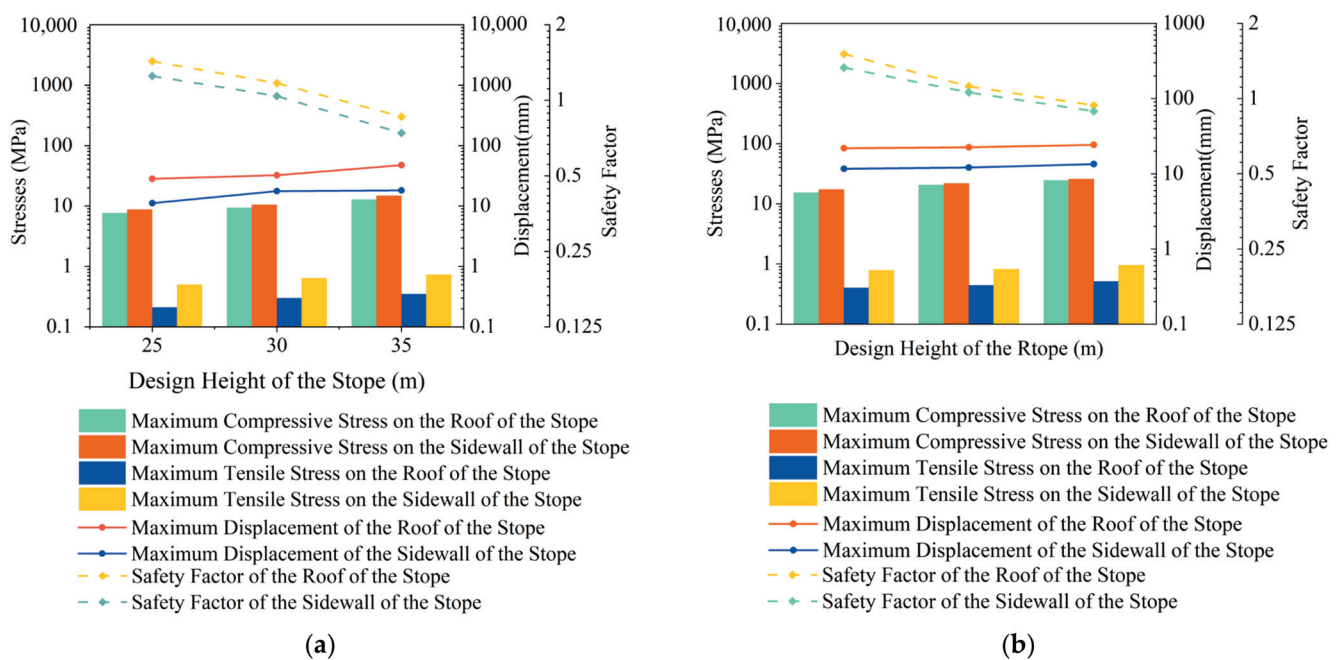 10,000
1000
100
10
1
0.1
Stresses (MPa)
10,000
1000
100
10
1
0.1
Displacement(mm)
2
1
0.5
0.25
0.125
Safety Factor
25 30 35
Design Height of the Stope (m)
Maximum Compressive Stress on the Roof of the Stope
Maximum Compressive Stress on the Sidewall of the Stope
Maximum Tensile Stress on the Roof of the Stope
Maximum Tensile Stress on the Sidewall of the Stope
Maximum Displacement of the Roof of the Stope
Maximum Displacement of the Sidewall of the Stope
Safety Factor of the Roof of the Stope
Safety Factor of the Sidewall of the Stope
(a)
10,000
1000
100
10
1
0.1
Stresses (MPa)
1000
100
10
1
0.1
Displacement(mm)
2
1
0.5
0.25
0.125
Safety Factor
Design Height of the Rtope (m)
Maximum Compressive Stress on the Roof of the Stope
Maximum Compressive Stress on the Sidewall of the Stope
Maximum Tensile Stress on the Roof of the Stope
Maximum Tensile Stress on the Sidewall of the Stope
Maximum Displacement of the Roof of the Stope
Maximum Displacement of the Sidewall of the Stope
Safety Factor of the Roof of the Stope
Safety Factor of the Sidewall of the Stope
(b)